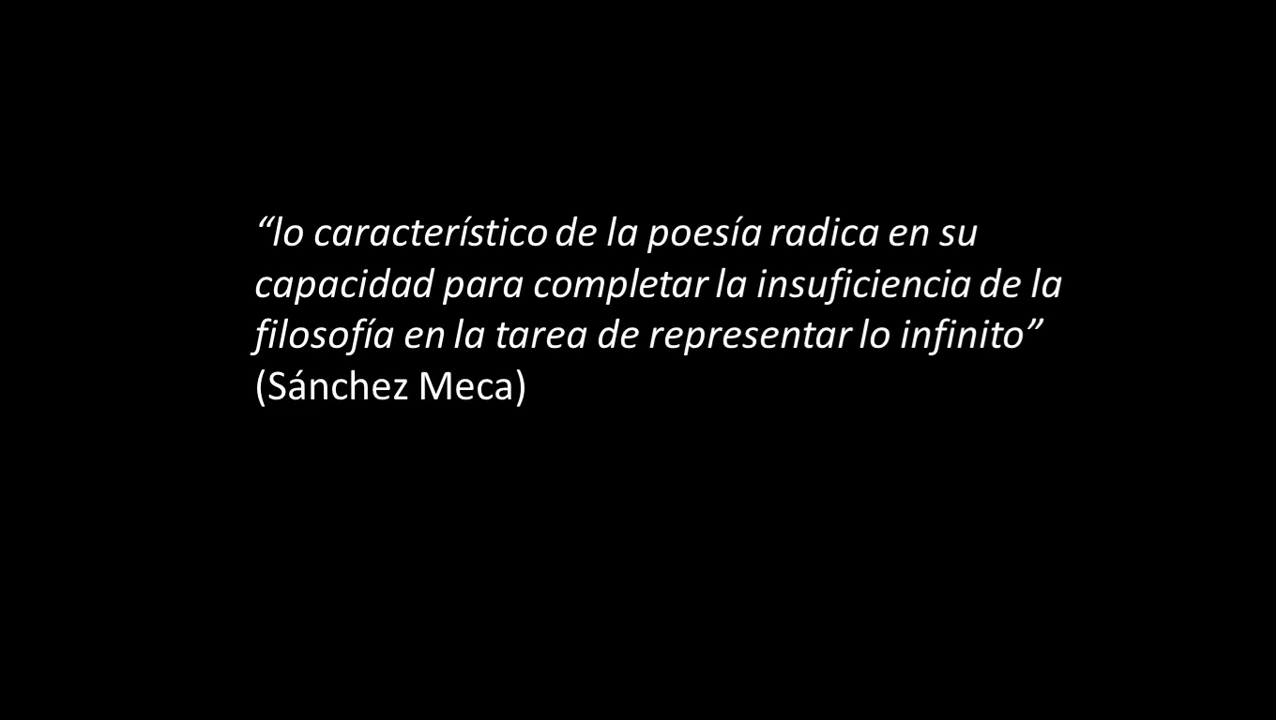 “lo característico de la poesía radica en su
capacidad para completar la insuficiencia de la
filosofía en la tarea de representar lo infinito”
(Sánchez Meca)